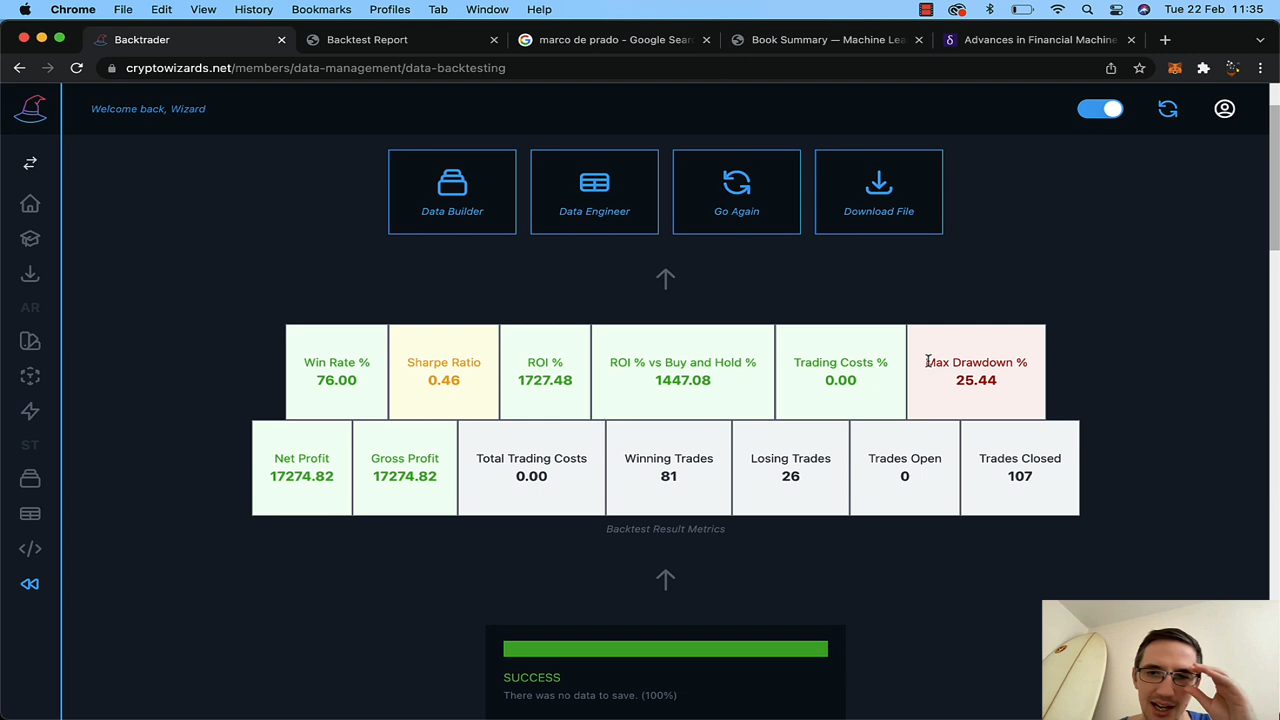 Chrome File Edit View History Bookmarks Profiles Tab Window Help Tue 22 Feb 11:35
Backtrader Backtest Report marco de prado - Google Sear Book Summary — Machine Lea Advances in Financial Machine
cryptowizards.net/members/data-management/data-backtesting
Welcome back, Wizard
Data Builder Data Engineer Go Again Download File
Win Rate % Sharpe Ratio ROI % ROI % vs Buy and Hold % Trading Costs % Max Drawdown %
76.00 0.46 1727.48 1447.08 0.00 25.44
AR
Net Profit Gross Profit Total Trading Costs Winning Trades Losing Trades Trades Open Trades Closed
17274.82 17274.82 0.00 81 26 0 107
ST
Backtest Result Metrics
SUCCESS
There was no data to save. (100%)